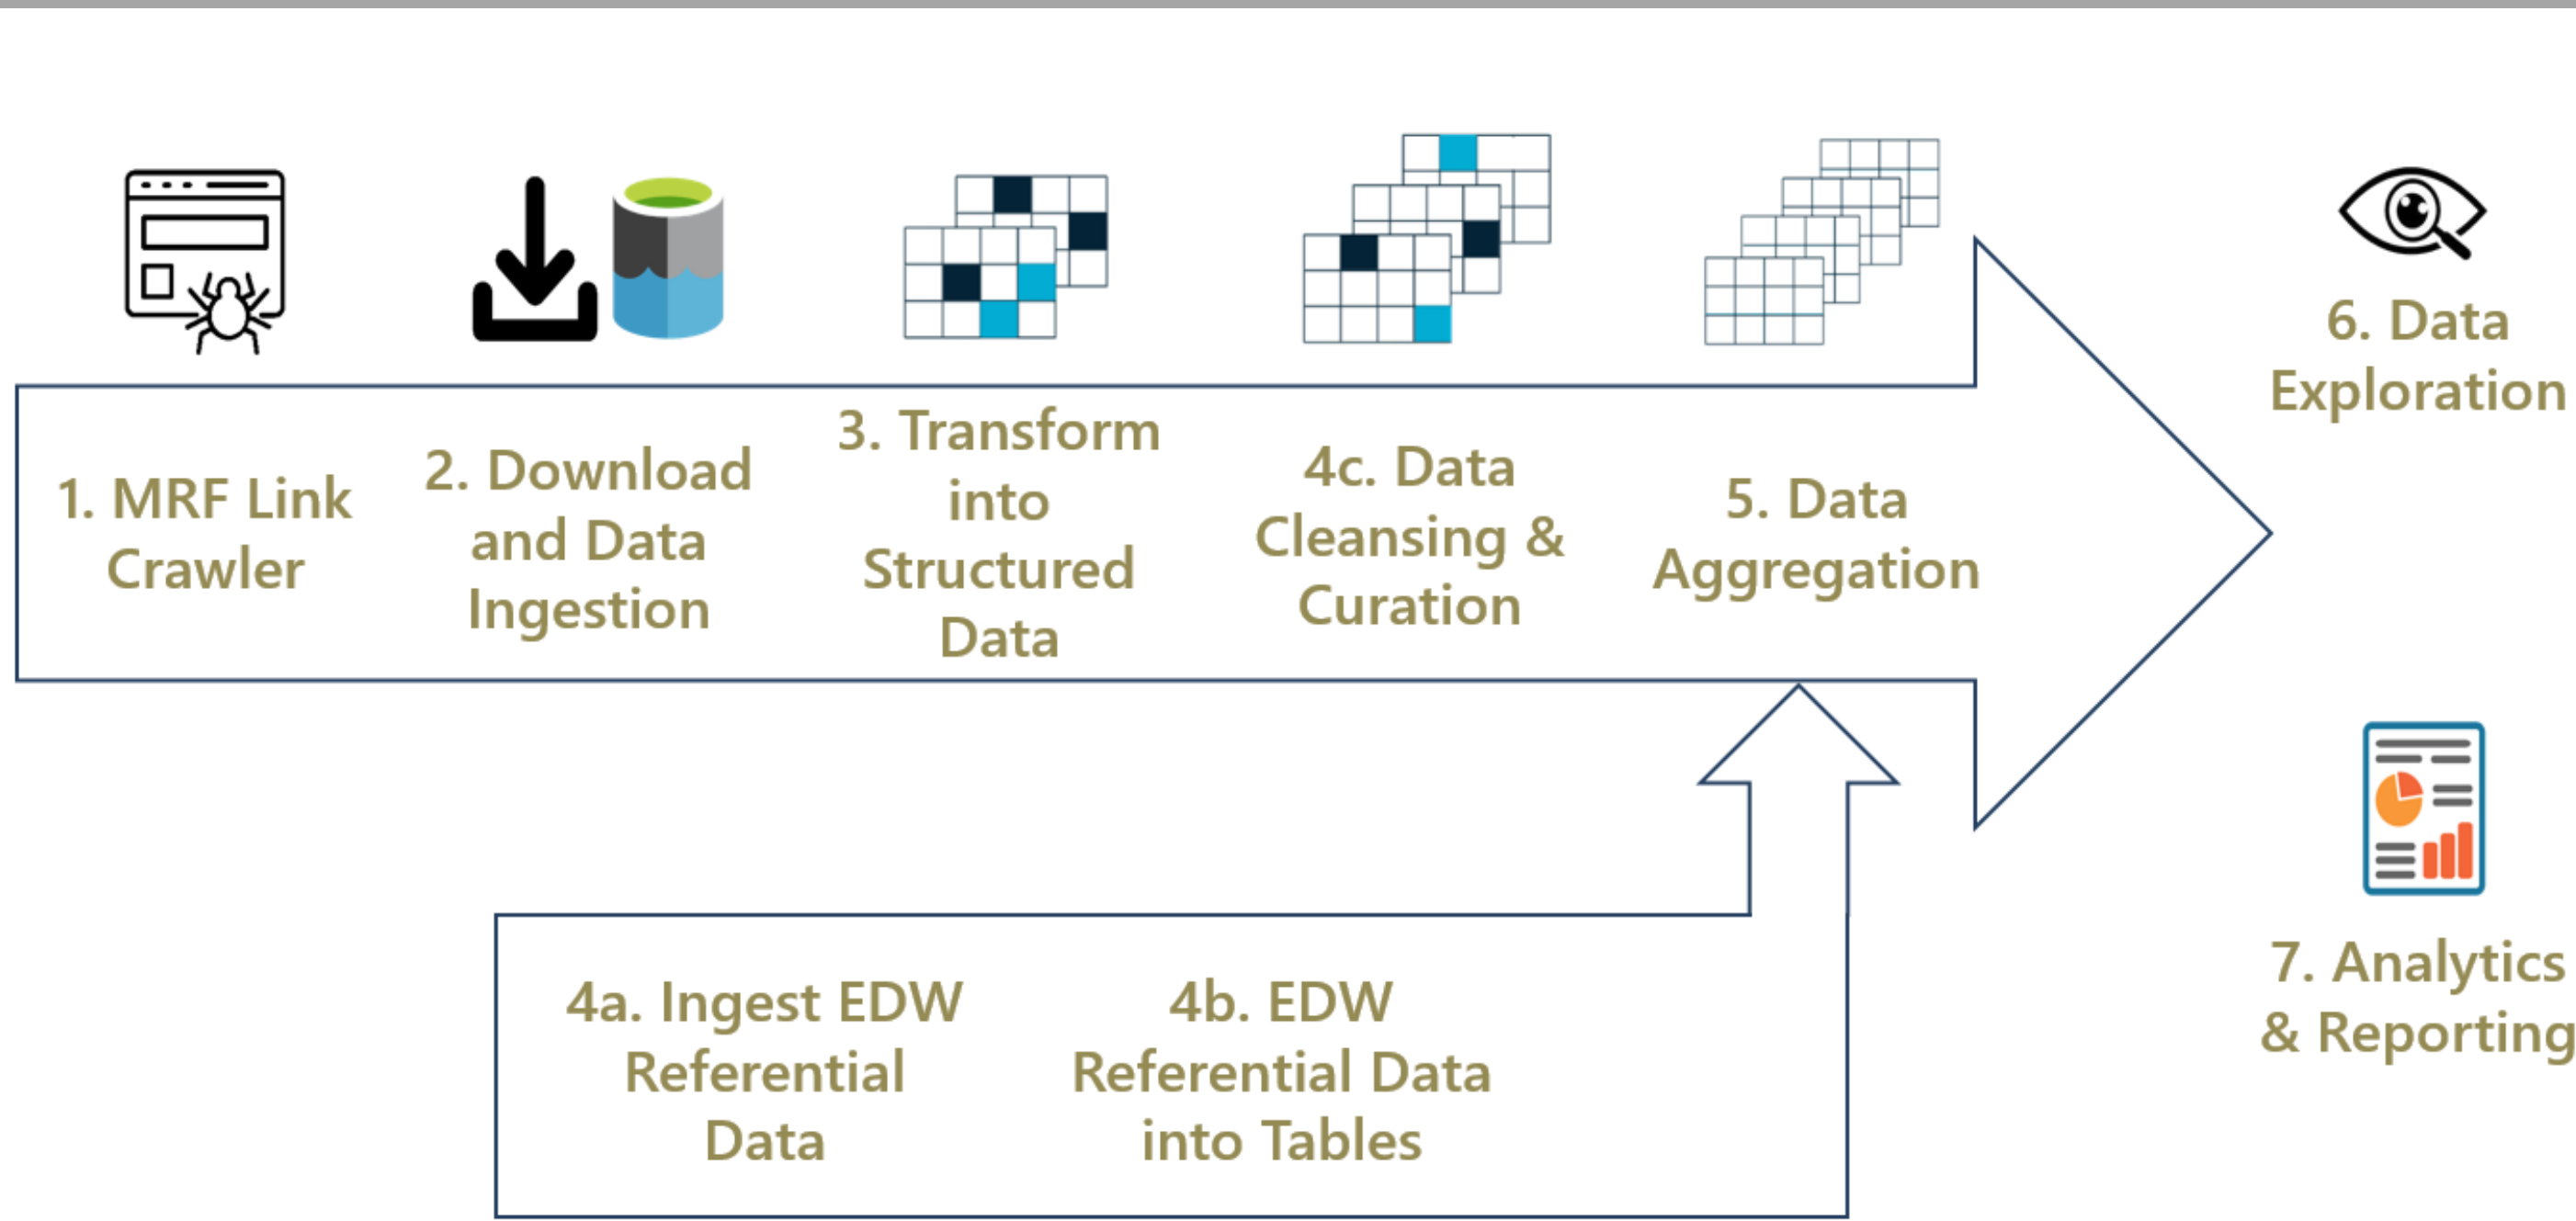 1. MRF Link
Crawler
2. Download
and Data
Ingestion
3. Transform
into
Structured
Data
4c. Data
Cleansing &
Curation
5. Data
Aggregation
6. Data
Exploration
4a. Ingest EDW
Referential
Data
4b. EDW
Referential Data
into Tables
7. Analytics
& Reporting